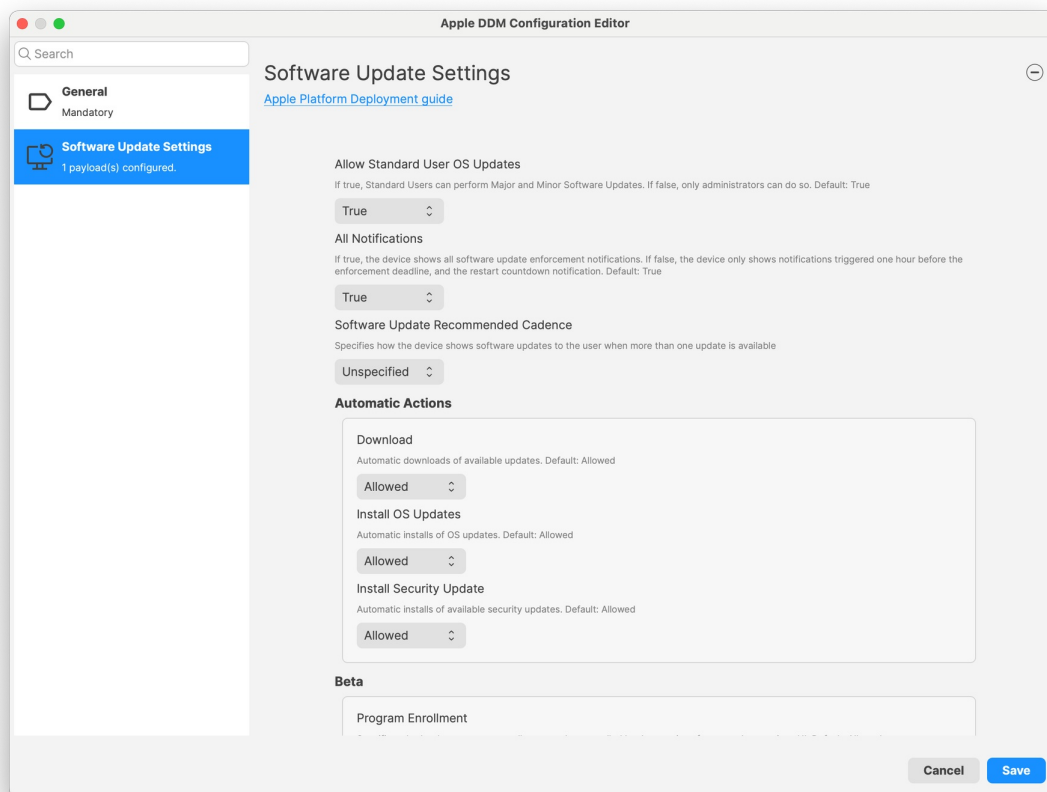 Apple DDM Configuration Editor
Search
General
Mandatory
Software Update Settings
1 payload(s) configured.
Software Update Settings
Apple Platform Deployment guide
Allow Standard User OS Updates
If true, Standard Users can perform Major and Minor Software Updates. If false, only administrators can do so. Default: True
True
All Notifications
If true, the device shows all software update enforcement notifications. If false, the device only shows notifications triggered one hour before the
enforcement deadline, and the restart countdown notification. Default: True
True
Software Update Recommended Cadence
Specifies how the device shows software updates to the user when more than one update is available
Unspecified
Automatic Actions
Download
Automatic downloads of available updates. Default: Allowed
Allowed
Install OS Updates
Automatic installs of OS updates. Default: Allowed
Allowed
Install Security Update
Automatic installs of available security updates. Default: Allowed
Allowed
Beta
Program Enrollment
Cancel
Save